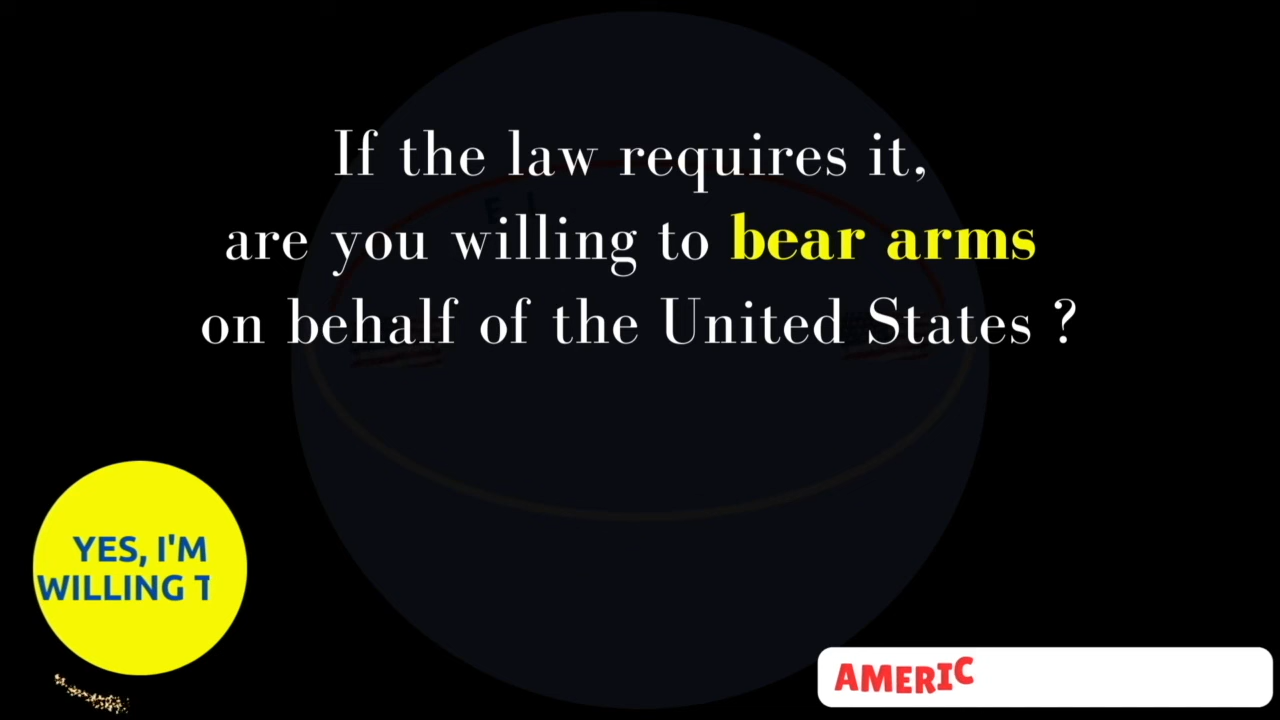 If the law requires it,
are you willing to bear arms
on behalf of the United States ?
YES, I'M
WILLING T
AMERIC